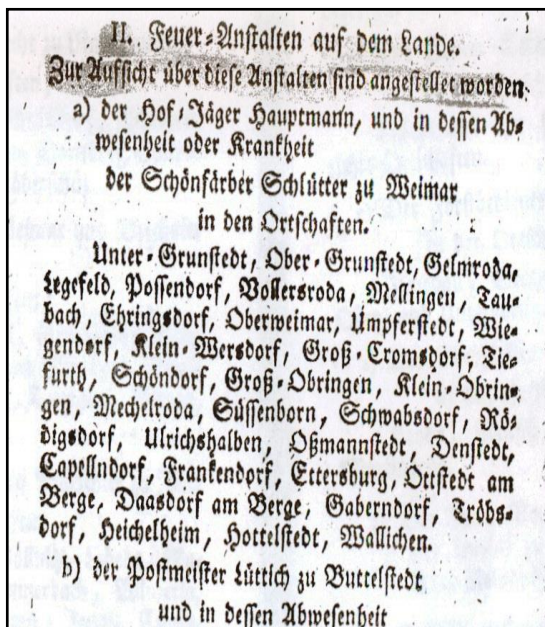 II. Feuer-Anstalten auf dem Lande.
Zur Aufsicht über diese Anstalten sind angestellet worden
a) der Hof-Jäger Hauptmann, und in dessen Ab-
wesenheit oder Krankheit
der Schönfärber Schlütter zu Weimar
in den Ortschaften.
Unter-Grunstedt, Ober-Grunstedt, Gelmroda,
Legefeld, Possendorf, Vollersroda, Mellingen, Tau-
bach, Ehringsdorf, Oberweimar, Umpferstedt, Wie-
gendorf, Klein-Wersdorf, Groß-Cromsdorf, Tie-
furth, Schöndorf, Groß-Obringen, Klein-Obrin-
gen, Mechelroda, Süssenborn, Schwabsdorf, Rö-
digsdorf, Ulrichshalben, Oßmannstedt, Denstedt,
Capellndorf, Frankendorf, Ettersburg, Ottstedt am
Berge, Daasdorf am Berge, Gaberndorf, Tröbs-
dorf, Heichelheim, Hottelstedt, Wallichen.
b) der Postmeister Lüttich zu Buttelstedt
und in dessen Abwesenheit